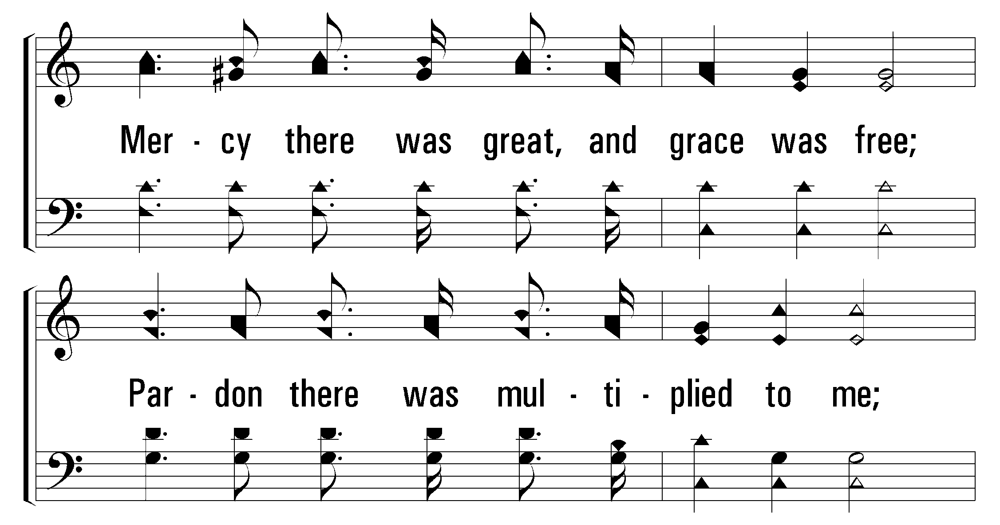 Mer - cy there was great, and grace was free;
Par - don there was mul - ti - plied to me;